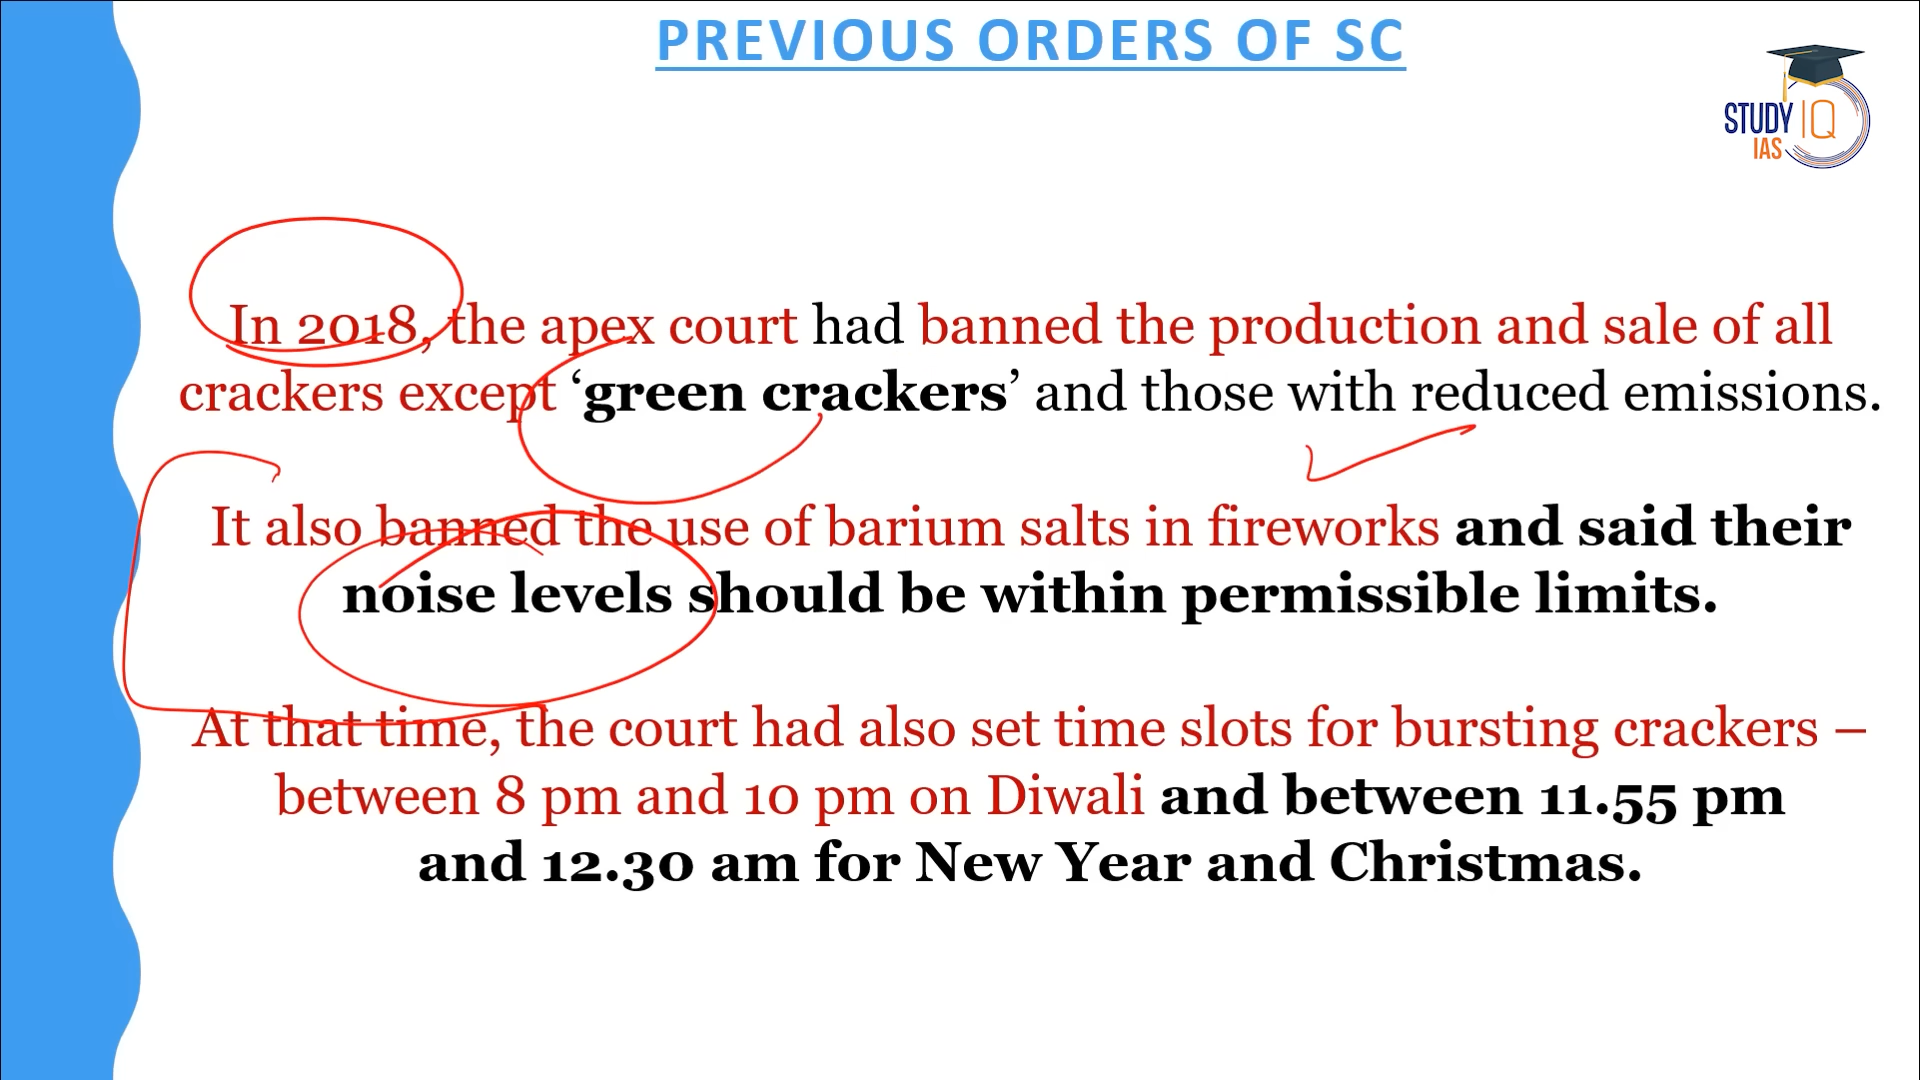 PREVIOUS ORDERS OF SC
STUDY IQ
IAS
In 2018, the apex court had banned the production and sale of all
crackers except ‘green crackers’ and those with reduced emissions.
It also banned the use of barium salts in fireworks and said their
noise levels should be within permissible limits.
At that time, the court had also set time slots for bursting crackers –
between 8 pm and 10 pm on Diwali and between 11.55 pm
and 12.30 am for New Year and Christmas.